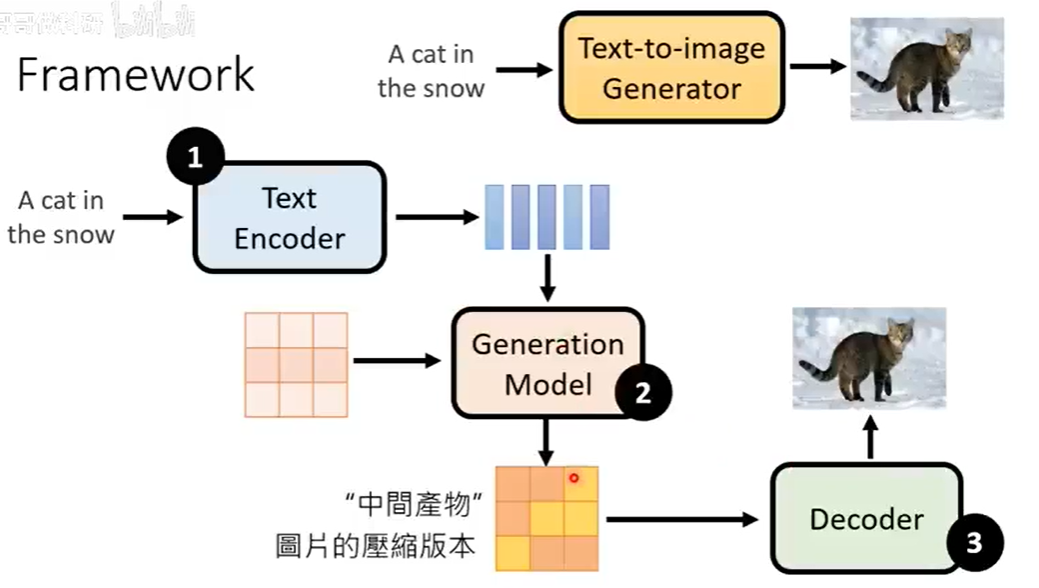 Framework
A cat in
the snow
Text-to-image
Generator
1
A cat in
the snow
Text
Encoder
Generation
Model
2
“中間產物”
圖片的壓縮版本
Decoder
3